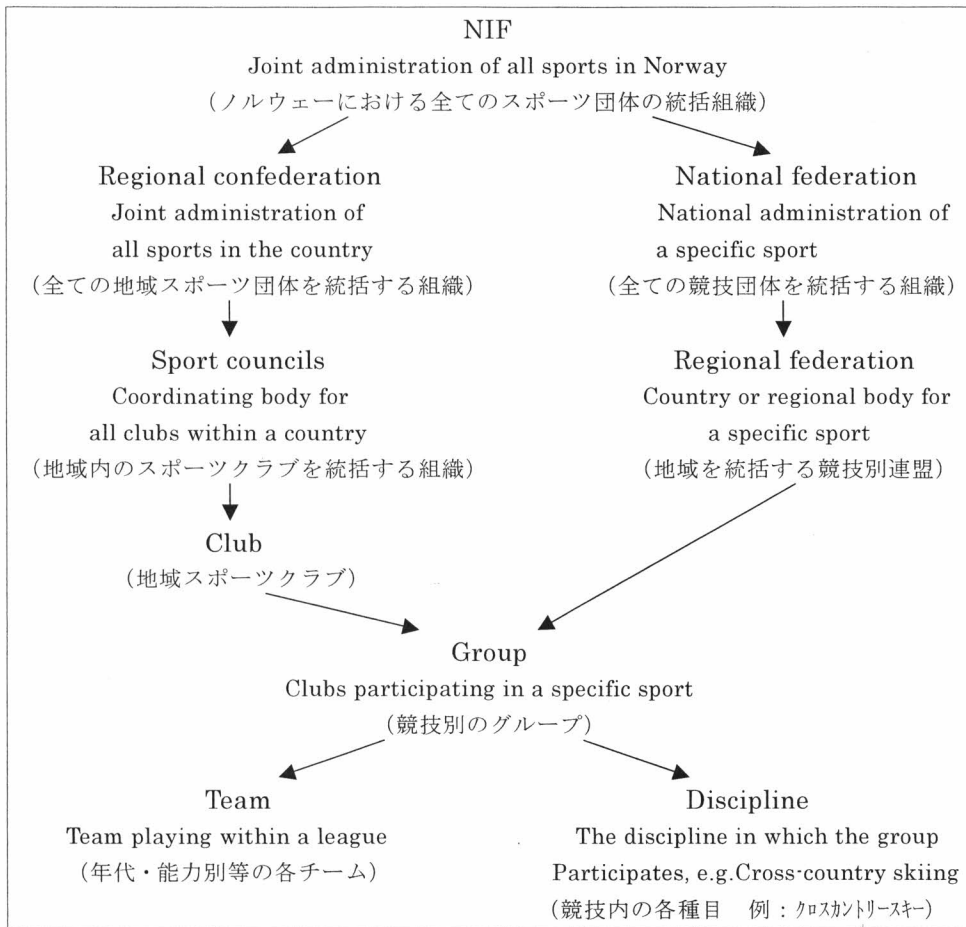 NIF
Joint administration of all sports in Norway
（ノルウェーにおける全てのスポーツ団体の統括組織）
Regional confederation
Joint administration of
all sports in the country
（全ての地域スポーツ団体を統括する組織）
National federation
National administration of
a specific sport
（全ての競技団体を統括する組織）
Sport councils
Coordinating body for
all clubs within a country
（地域内のスポーツクラブを統括する組織）
Regional federation
Country or regional body for
a specific sport
（地域を統括する競技別連盟）
Club
（地域スポーツクラブ）
Group
Clubs participating in a specific sport
（競技別のグループ）
Team
Team playing within a league
（年代・能力別等の各チーム）
Discipline
The discipline in which the group
Participates, e.g.Cross-country skiing
（競技内の各種目　例：ｸﾛｽｶﾝﾄﾘｰｽｷｰ）